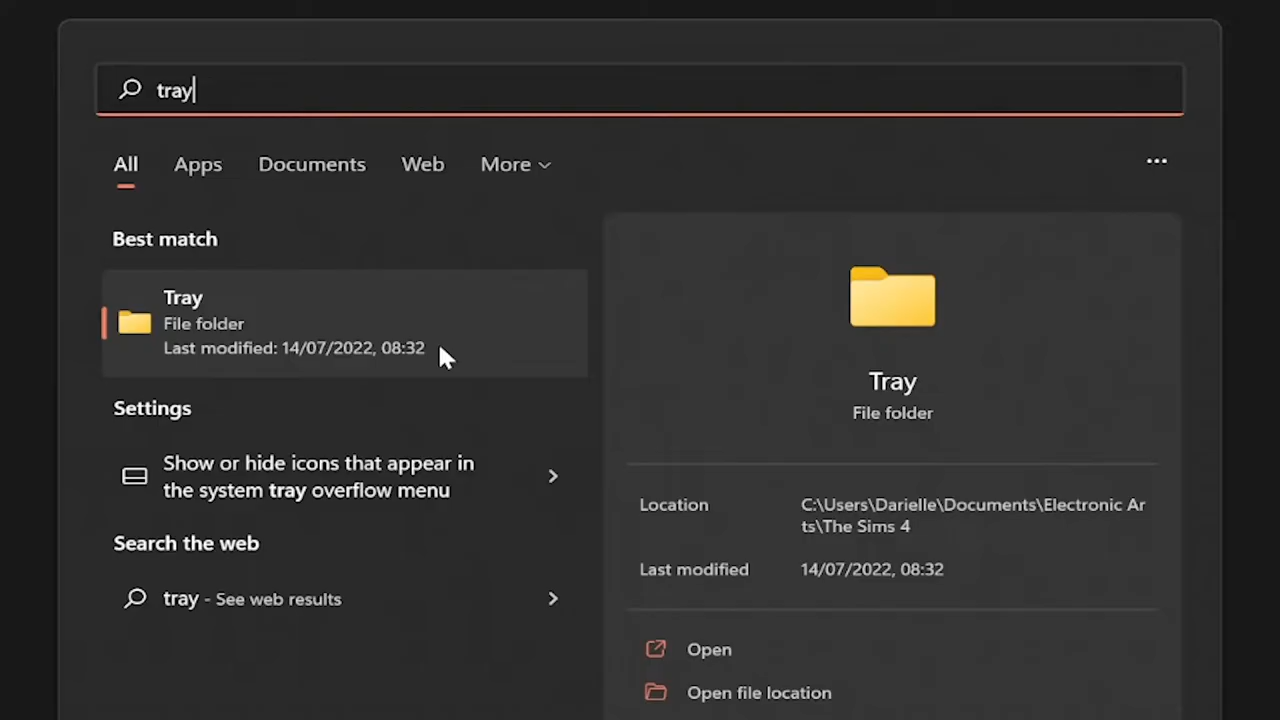 tray
All Apps Documents Web More
Best match
Tray
File folder
Last modified: 14/07/2022, 08:32
Settings
Show or hide icons that appear in
the system tray overflow menu
Search the web
tray - See web results
Tray
File folder
Location C:\Users\Darielle\Documents\Electronic Ar
ts\The Sims 4
Last modified 14/07/2022, 08:32
Open
Open file location